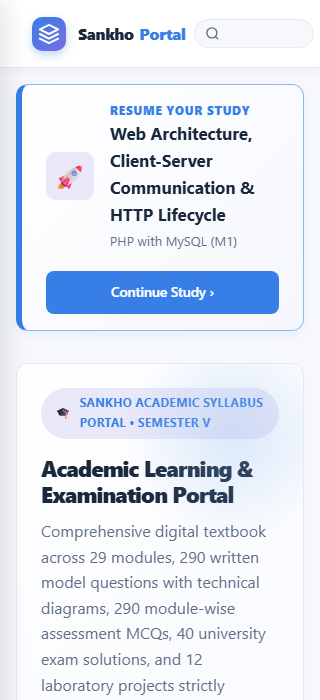 Sankho Portal
RESUME YOUR STUDY
Web Architecture,
Client-Server
Communication &
HTTP Lifecycle
PHP with MySQL (M1)
Continue Study ›
SANKHO ACADEMIC SYLLABUS
PORTAL • SEMESTER V
Academic Learning &
Examination Portal
Comprehensive digital textbook
across 29 modules, 290 written
model questions with technical
diagrams, 290 module-wise
assessment MCQs, 40 university
exam solutions, and 12
laboratory projects strictly